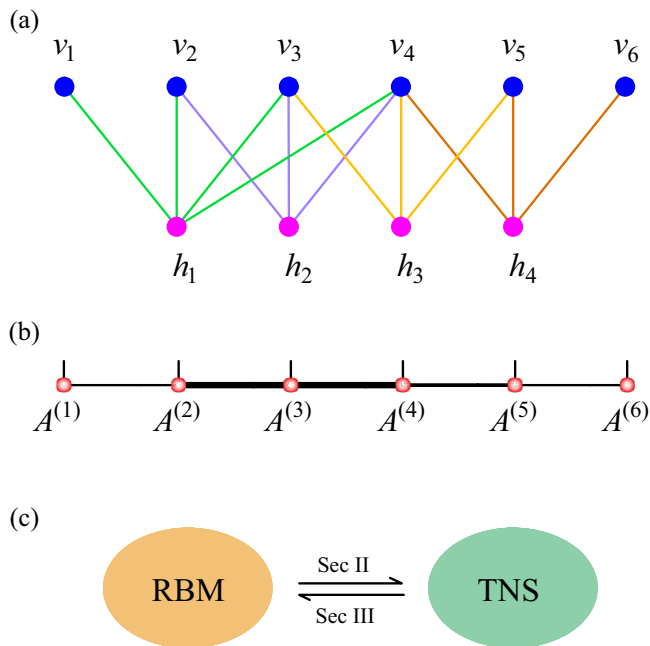 (a)
v1 v2 v3 v4 v5 v6
h1 h2 h3 h4
(b)
A(1) A(2) A(3) A(4) A(5) A(6)
(c)
RBM Sec II TNS
Sec III